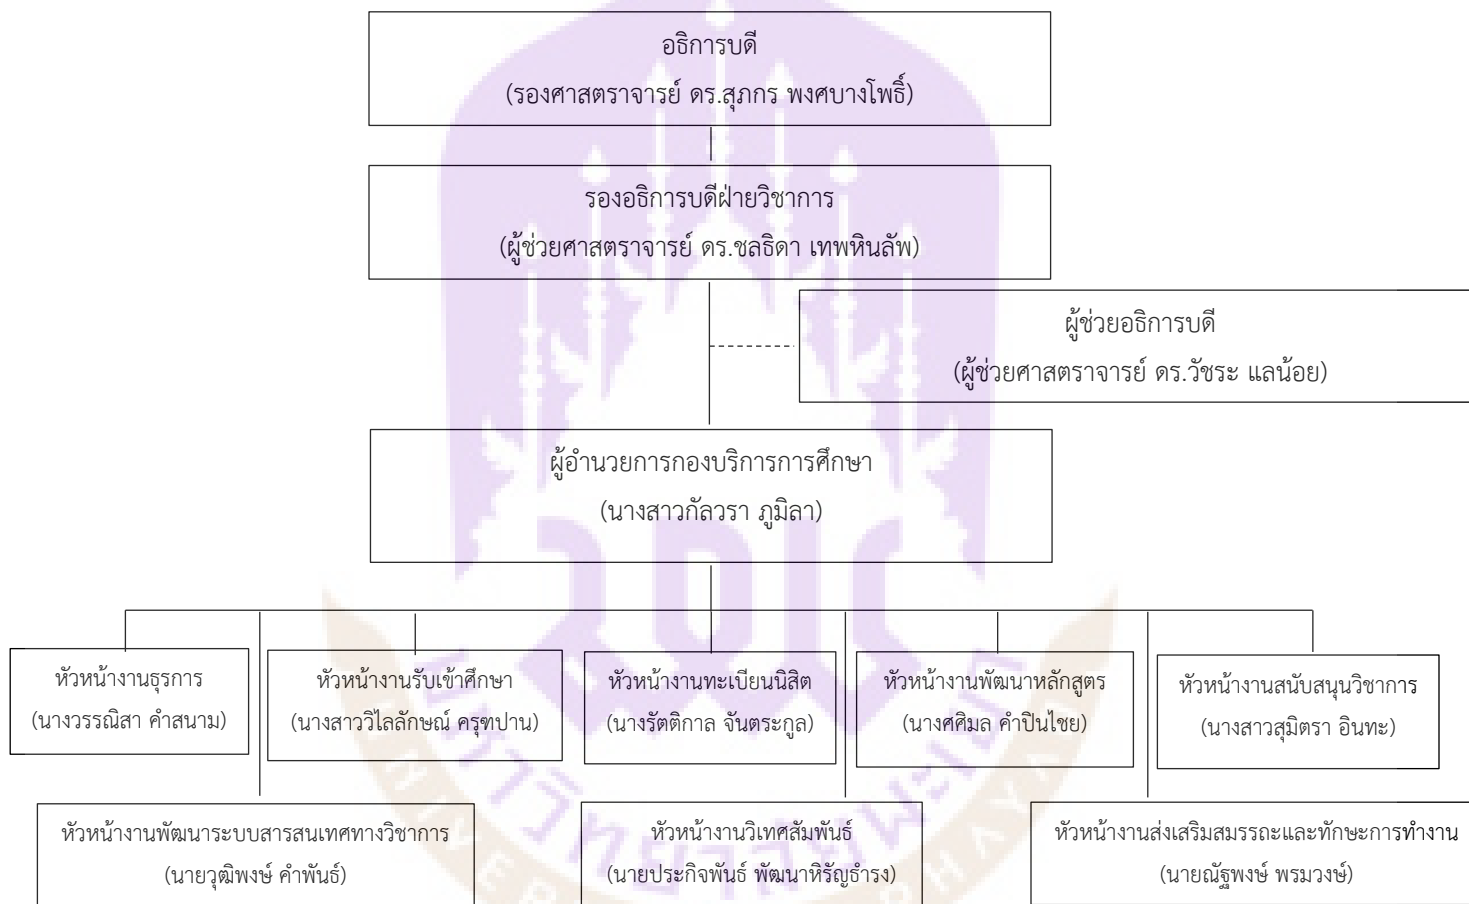 อธิการบดี
(รองศาสตราจารย์ ดร.สุภกร พงศบางโพธิ์)
รองอธิการบดีฝ่ายวิชาการ
(ผู้ช่วยศาสตราจารย์ ดร.ชลธิดา เทพหินลัพ)
ผู้ช่วยอธิการบดี
(ผู้ช่วยศาสตราจารย์ ดร.วัชระ แลน้อย)
ผู้อำนวยการกองบริการการศึกษา
(นางสาวกัลวรา ภูมิลา)
หัวหน้างานธุรการ
(นางวรรณิสา คำสนาม)
หัวหน้างานรับเข้าศึกษา
(นางสาววิไลลักษณ์ ครุฑปาน)
หัวหน้างานทะเบียนนิสิต
(นางรัตติกาล จันตระกูล)
หัวหน้างานพัฒนาหลักสูตร
(นางศศิมล คำปินไชย)
หัวหน้างานสนับสนุนวิชาการ
(นางสาวสุมิตรา อินทะ)
หัวหน้างานพัฒนาระบบสารสนเทศทางวิชาการ
(นายวุฒิพงษ์ คำพันธ์)
หัวหน้างานวิเทศสัมพันธ์
(นายประกิจพันธ์ พัฒนาหิรัญธำรง)
หัวหน้างานส่งเสริมสมรรถะและทักษะการทำงาน
(นายณัฐพงษ์ พรมวงษ์)
มหาวิทยาลัยพะเยา